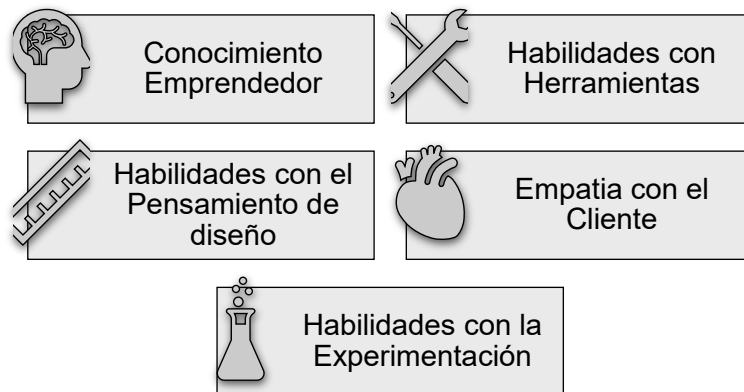 Conocimiento
Emprendedor
Habilidades con
Herramientas
Habilidades con el
Pensamiento de
diseño
Empatia con el
Cliente
Habilidades con la
Experimentación